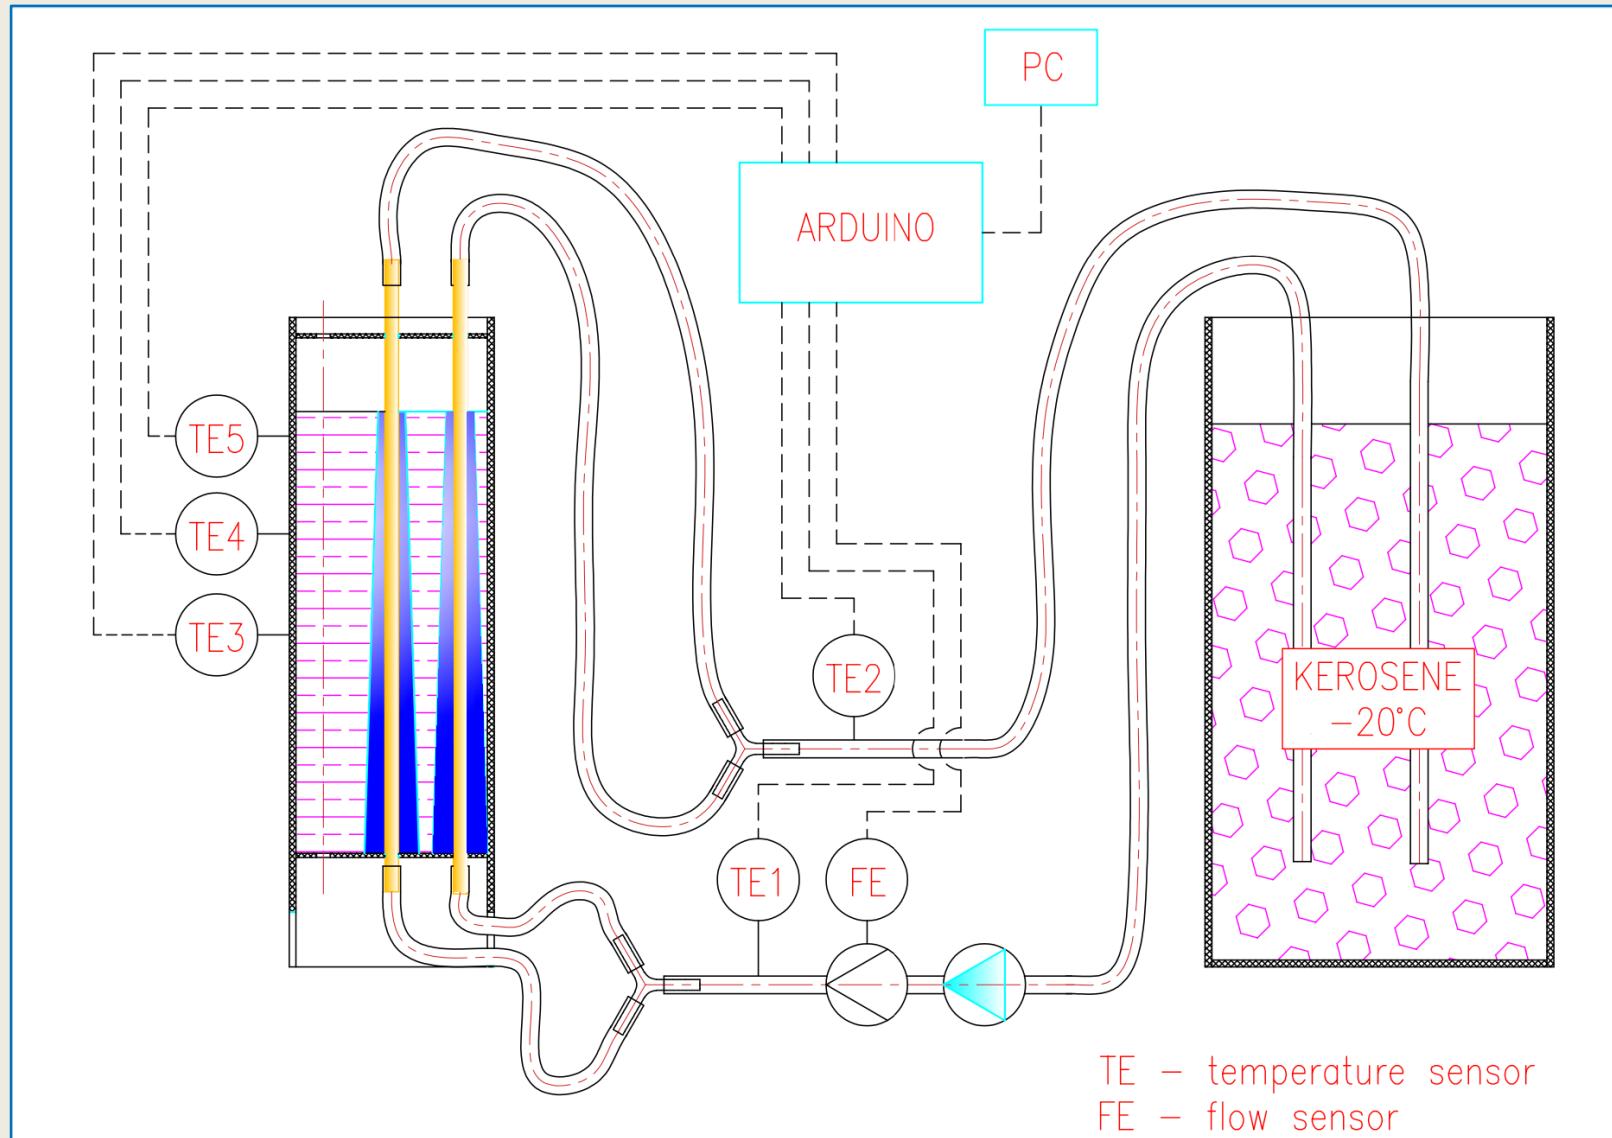 PC
ARDUINO
TE5
TE4
TE3
TE2
KEROSENE
-20°C
TE1
FE
TE – temperature sensor
FE – flow sensor